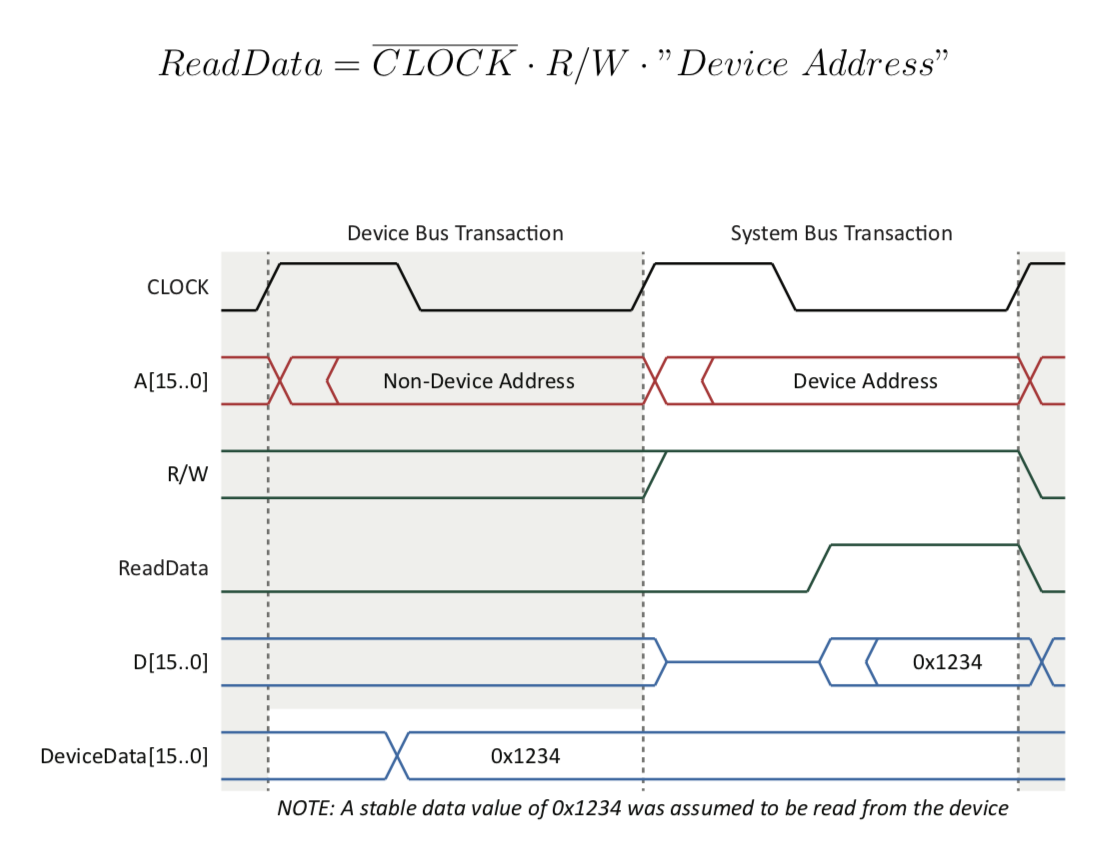 ReadData = \overline{CLOCK} · R/W · ”Device Address”
Device Bus Transaction System Bus Transaction
CLOCK
A[15..0] Non-Device Address Device Address
R/W
ReadData
D[15..0] 0x1234
DeviceData[15..0] 0x1234
NOTE: A stable data value of 0x1234 was assumed to be read from the device